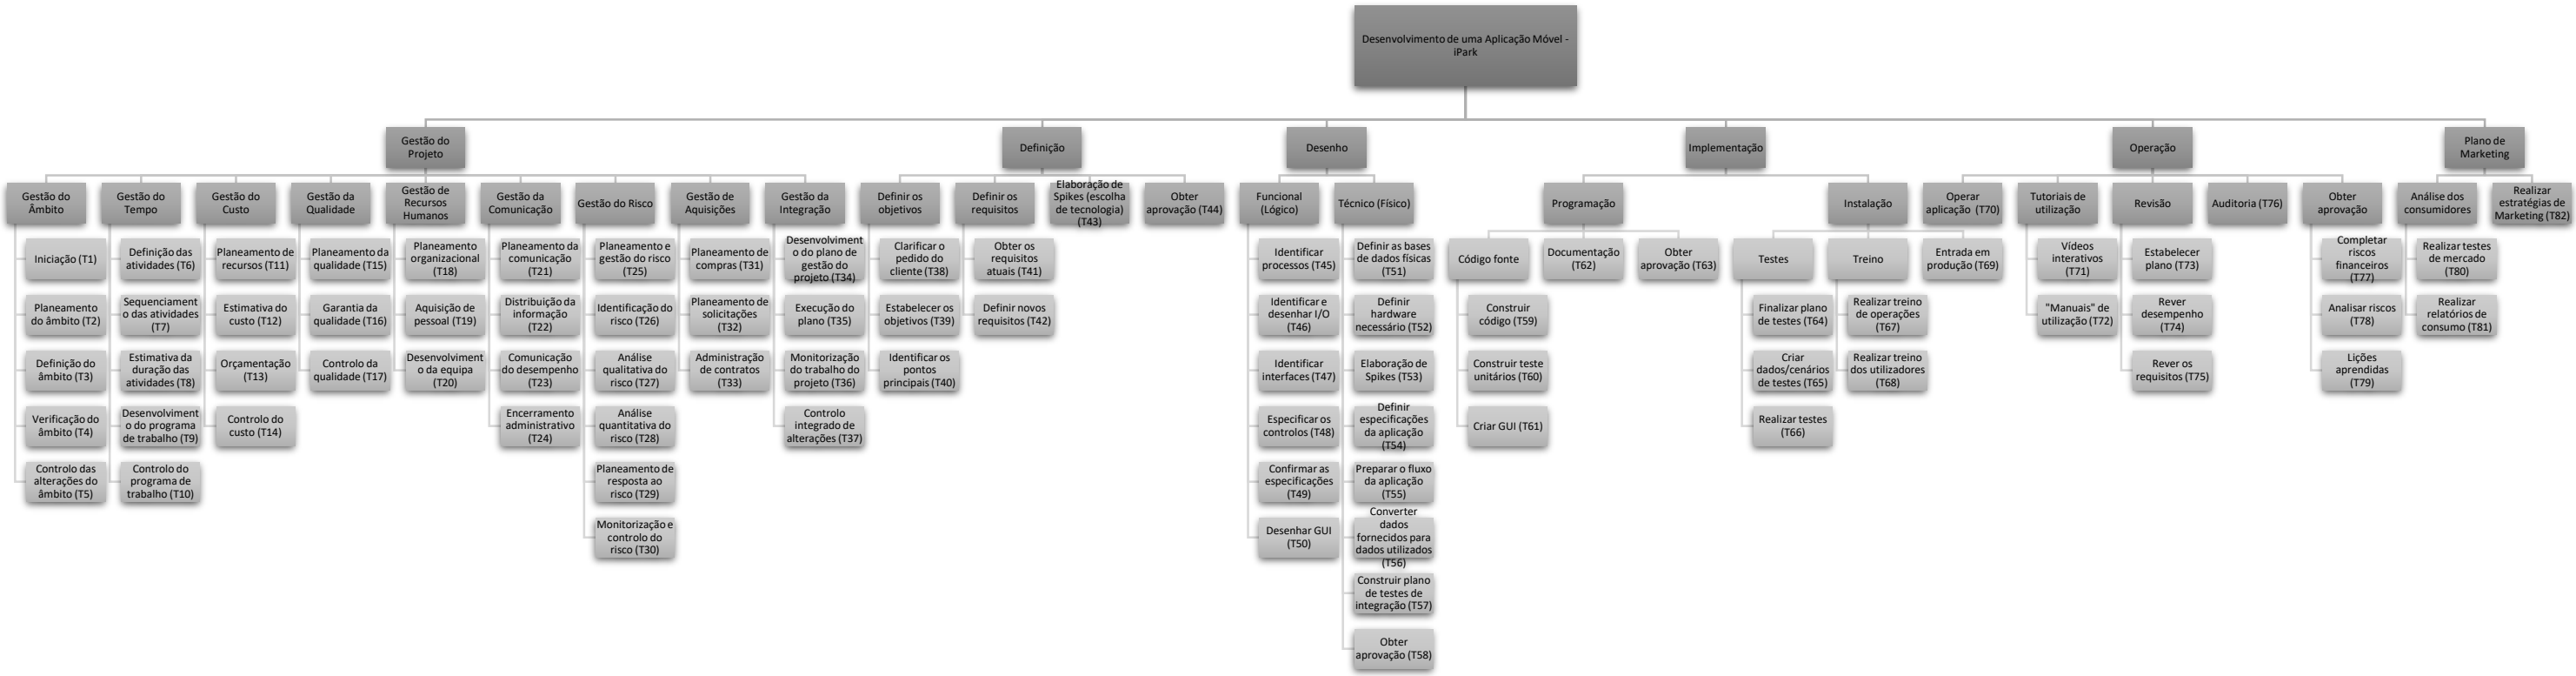 Desenvolvimento de uma Aplicação Móvel -
iPark
Gestão do
Projeto
Definição
Desenho
Implementação
Operação
Plano de
Marketing
Gestão do
Âmbito
Gestão do
Tempo
Gestão do
Custo
Gestão da
Qualidade
Gestão de
Recursos
Humanos
Gestão da
Comunicação
Gestão do Risco
Gestão de
Aquisições
Gestão da
Integração
Definir os
objetivos
Definir os
requisitos
Elaboração de
Spikes (escolha
de tecnologia)
(T43)
Obter
aprovação (T44)
Funcional
(Lógico)
Técnico (Físico)
Programação
Instalação
Operar
aplicação (T70)
Tutoriais de
utilização
Revisão
Auditoria (T76)
Obter
aprovação
Análise dos
consumidores
Realizar
estratégias de
Marketing (T82)
Iniciação (T1)
Planeamento
do âmbito (T2)
Definição do
âmbito (T3)
Verificação do
âmbito (T4)
Controlo das
alterações do
âmbito (T5)
Definição das
atividades (T6)
Sequenciament
o das atividades
(T7)
Estimativa da
duração das
atividades (T8)
Desenvolviment
o do programa
de trabalho (T9)
Controlo do
programa de
trabalho (T10)
Planeamento de
recursos (T11)
Estimativa do
custo (T12)
Orçamentação
(T13)
Controlo do
custo (T14)
Planeamento da
qualidade (T15)
Garantia da
qualidade (T16)
Controlo da
qualidade (T17)
Planeamento
organizacional
(T18)
Aquisição de
pessoal (T19)
Desenvolviment
o da equipa
(T20)
Planeamento da
comunicação
(T21)
Distribuição da
informação
(T22)
Comunicação
do desempenho
(T23)
Encerramento
administrativo
(T24)
Planeamento e
gestão do risco
(T25)
Identificação do
risco (T26)
Análise
qualitativa do
risco (T27)
Análise
quantitativa do
risco (T28)
Planeamento de
resposta ao
risco (T29)
Monitorização e
controlo do
risco (T30)
Planeamento de
compras (T31)
Planeamento de
solicitações
(T32)
Administração
de contratos
(T33)
Desenvolviment
o do plano de
gestão do
projeto (T34)
Execução do
plano (T35)
Monitorização
do trabalho do
projeto (T36)
Controlo
integrado de
alterações (T37)
Clarificar o
pedido do
cliente (T38)
Estabelecer os
objetivos (T39)
Identificar os
pontos
principais (T40)
Obter os
requisitos
atuais (T41)
Definir novos
requisitos (T42)
Identificar
processos (T45)
Identificar e
desenhar I/O
(T46)
Identificar
interfaces (T47)
Especificar os
controlos (T48)
Confirmar as
especificações
(T49)
Desenhar GUI
(T50)
Definir as bases
de dados físicas
(T51)
Definir
hardware
necessário (T52)
Elaboração de
Spikes (T53)
Definir
especificações
da aplicação
(T54)
Preparar o fluxo
da aplicação
(T55)
Converter
dados
fornecidos para
dados utilizados
(T56)
Construir plano
de testes de
integração (T57)
Obter
aprovação (T58)
Código fonte
Construir
código (T59)
Construir teste
unitários (T60)
Criar GUI (T61)
Documentação
(T62)
Obter
aprovação (T63)
Testes
Finalizar plano
de testes (T64)
Criar
dados/cenários
de testes (T65)
Realizar testes
(T66)
Treino
Realizar treino
de operações
(T67)
Realizar treino
dos utilizadores
(T68)
Entrada em
produção (T69)
Vídeos
interativos
(T71)
"Manuais" de
utilização (T72)
Estabelecer
plano (T73)
Rever
desempenho
(T74)
Rever os
requisitos (T75)
Completar
riscos
financeiros
(T77)
Analisar riscos
(T78)
Lições
aprendidas
(T79)
Realizar testes
de mercado
(T80)
Realizar
relatórios de
consumo (T81)